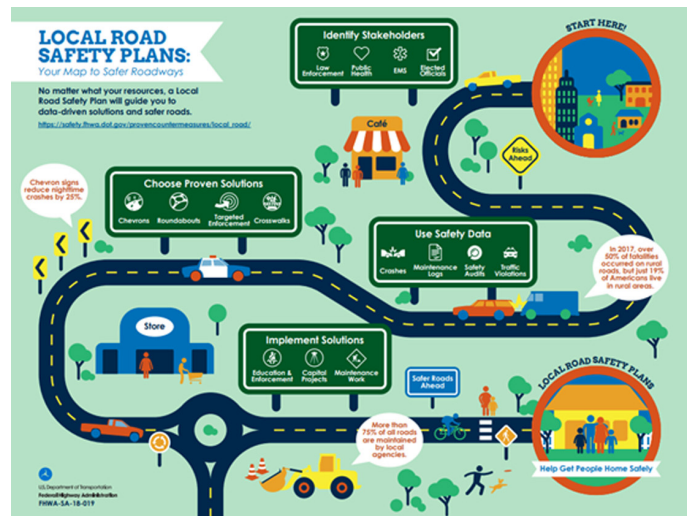 LOCAL ROAD
SAFETY PLANS:
Your Map to Safer Roadways
No matter what your resources, a Local
Road Safety Plan will guide you to
data-driven solutions and safer roads.
https://safety.fhwa.dot.gov/provencountermeasures/local_road/
START HERE!
Identify Stakeholders
Law
Enforcement
Public
Health
EMS
Elected
Officials
Café
Risks
Ahead
Use Safety Data
Crashes
Maintenance
Logs
Safety
Audits
Traffic
Violations
In 2017, over
50% of fatalities
occurred on rural
roads, but just 19%
of Americans live
in rural areas.
Choose Proven Solutions
Chevrons
Roundabouts
Targeted
Enforcement
Crosswalks
Chevron signs
reduce nighttime
crashes by 25%.
Store
Implement Solutions
Education &
Enforcement
Capital
Projects
Maintenance
Work
More than
75% of all roads
are maintained
by local
agencies.
Safer Roads
Ahead
LOCAL ROAD SAFETY PLANS
Help Get People Home Safely
U.S. Department of Transportation
Federal Highway Administration
FHWA-SA-18-019